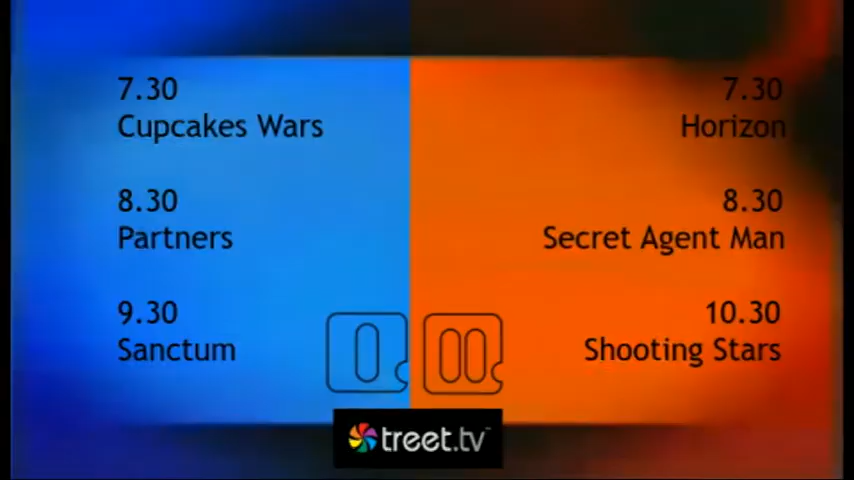 7.30
Cupcakes Wars
8.30
Partners
9.30
Sanctum
7.30
Horizon
8.30
Secret Agent Man
10.30
Shooting Stars
treet.tv™